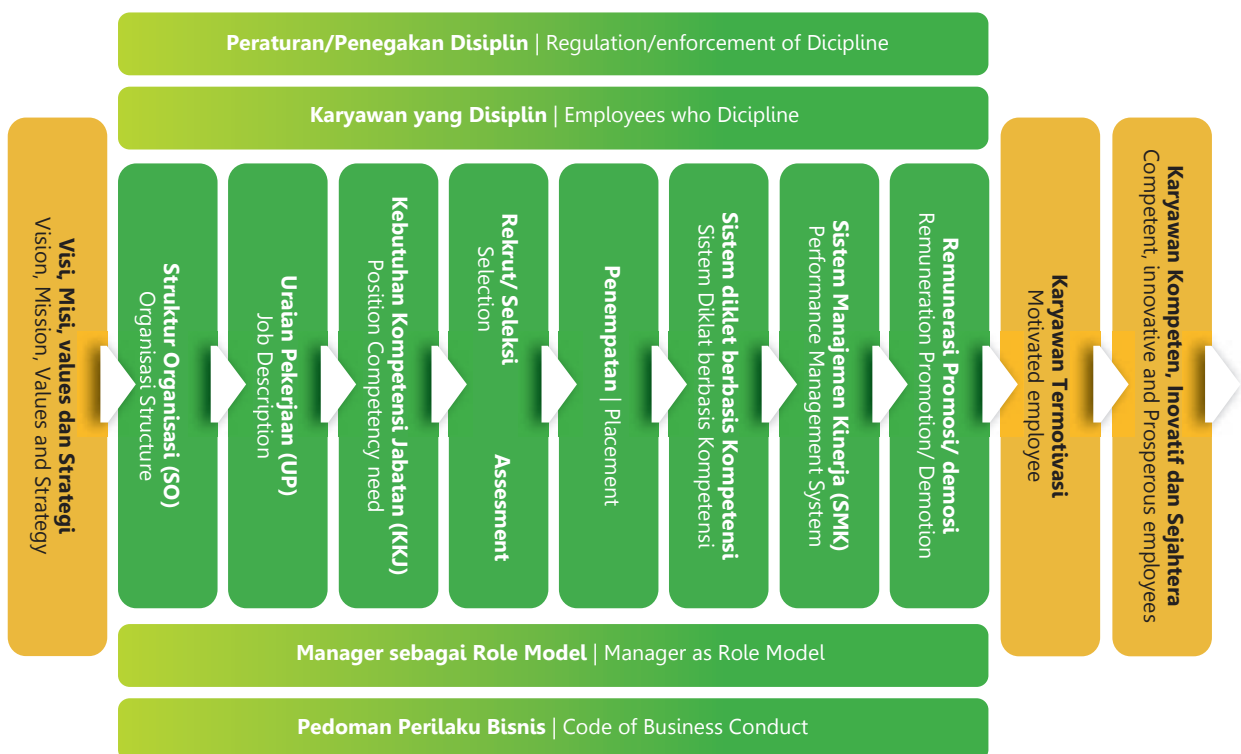 Peraturan/Penegakan Disiplin | Regulation/enforcement of Dicipline
Karyawan yang Disiplin | Employees who Dicipline
Visi, Misi, values dan Strategi
Vision, Mission, Values and Strategy
Struktur Organisasi (SO)
Organisasi Structure
Uraian Pekerjaan (UP)
Job Description
Kebutuhan Kompetensi Jabatan (KKJ)
Position Competency need
Rekrut/ Seleksi
Selection
Assesment
Penempatan | Placement
Sistem diklet berbasis Kompetensi
Sistem Diklat berbasis Kompetensi
Sistem Manajemen Kinerja (SMK)
Performance Management System
Remunerasi Promosi/ demosi
Remuneration Promotion/ Demotion
Karyawan Termotivasi
Motivated employee
Karyawan Kompeten, Inovatif dan Sejahtera
Competent, innovative and Prosperous employees
Manager sebagai Role Model | Manager as Role Model
Pedoman Perilaku Bisnis | Code of Business Conduct